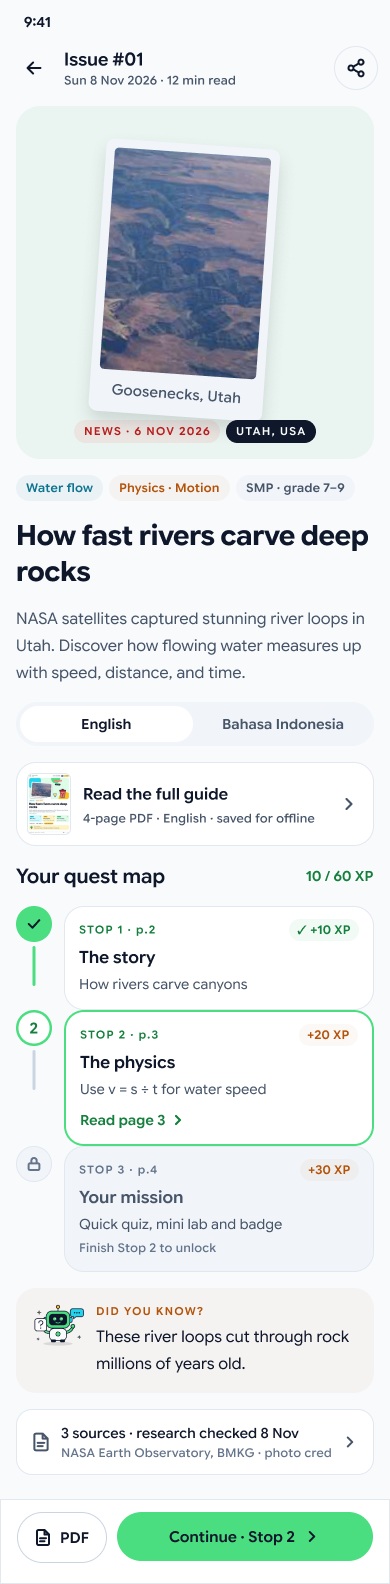 9:41
Issue #01
Sun 8 Nov 2026 · 12 min read
Goosenecks, Utah
NEWS · 6 NOV 2026
UTAH, USA
Water flow
Physics · Motion
SMP · grade 7–9
How fast rivers carve deep
rocks
NASA satellites captured stunning river loops in
Utah. Discover how flowing water measures up
with speed, distance, and time.
English
Bahasa Indonesia
Read the full guide
4-page PDF · English · saved for offline
Your quest map
10 / 60 XP
STOP 1 · p.2
✓ +10 XP
The story
How rivers carve canyons
2
STOP 2 · p.3
+20 XP
The physics
Use v = s ÷ t for water speed
Read page 3
STOP 3 · p.4
+30 XP
Your mission
Quick quiz, mini lab and badge
Finish Stop 2 to unlock
DID YOU KNOW?
These river loops cut through rock
millions of years old.
3 sources · research checked 8 Nov
NASA Earth Observatory, BMKG · photo cred
PDF
Continue · Stop 2